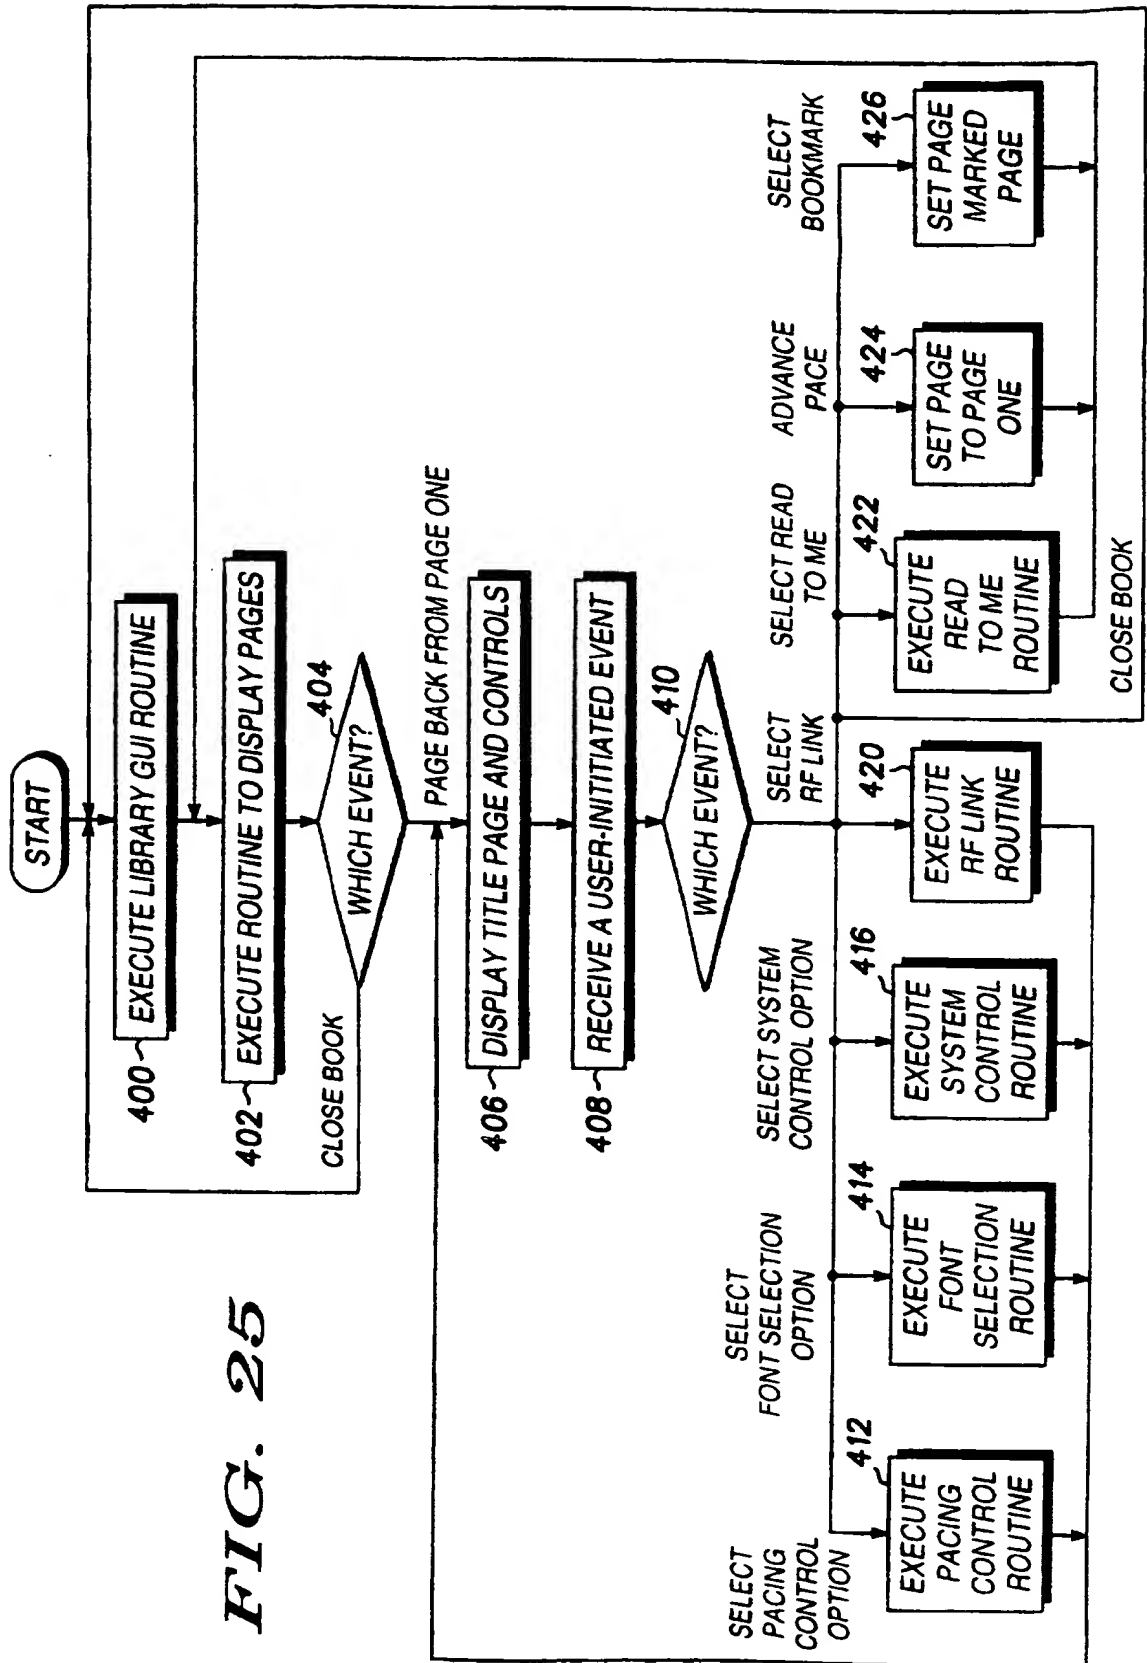 START
EXECUTE LIBRARY GUI ROUTINE
400
EXECUTE ROUTINE TO DISPLAY PAGES
402
WHICH EVENT?
404
CLOSE BOOK
PAGE BACK FROM PAGE ONE
DISPLAY TITLE PAGE AND CONTROLS
406
RECEIVE A USER-INITITIATED EVENT
408
WHICH EVENT?
410
SELECT
PACING
CONTROL
OPTION
412
EXECUTE
PACING
CONTROL
ROUTINE
SELECT
FONT SELECTION
OPTION
414
EXECUTE
FONT
SELECTION
ROUTINE
SELECT SYSTEM
CONTROL OPTION
416
EXECUTE
SYSTEM
CONTROL
ROUTINE
SELECT
RF LINK
420
EXECUTE
RF LINK
ROUTINE
SELECT READ
TO ME
422
EXECUTE
READ
TO ME
ROUTINE
ADVANCE
PACE
424
SET PAGE
TO PAGE
ONE
SELECT
BOOKMARK
426
SET PAGE
MARKED
PAGE
CLOSE BOOK
FIG. 25